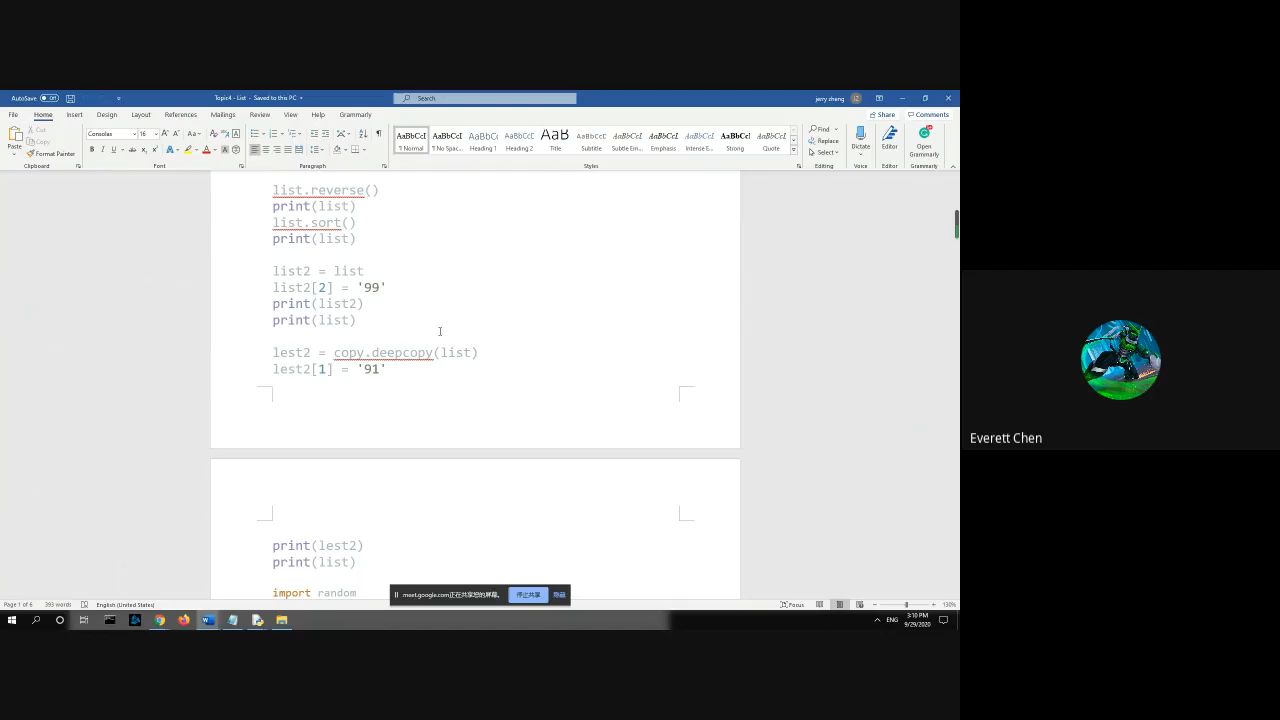 AutoSave Off
Topic4 - List - Saved to this PC
Search
jerry zhang
File Home Insert Design Layout References Mailings Review View Help Grammarly
Share Comments
Paste
Cut
Copy
Format Painter
Consolas 16
AaBbCcI AaBbCcI AaBbC( AaBbCcI AaB AaBbCcI AaBbCcI AaBbCcI AaBbCcI AaBbCcI AaBbCcI
¶ Normal ¶ No Spac... Heading 1 Heading 2 Title Subtitle Subtle Em... Emphasis Intense E... Strong Quote
Find
Replace
Select
Dictate
Editor
Open Grammarly
Clipboard Font Paragraph Styles Editing Voice Editor Grammarly
list.reverse()
print(list)
list.sort()
print(list)
list2 = list
list2[2] = '99'
print(list2)
print(list)
lest2 = copy.deepcopy(list)
lest2[1] = '91'
print(lest2)
print(list)
import random
meet.google.com正在共享您的屏幕。 停止共享 隐藏
Page 1 of 6 393 words English (United States)
Focus 130%
ENG
3:10 PM
9/29/2020
Everett Chen